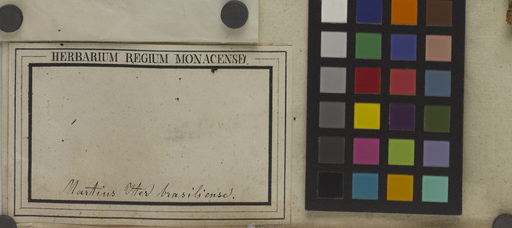 HERBARIUM REGIUM MONACENSE.
Martius Iter brasiliense.